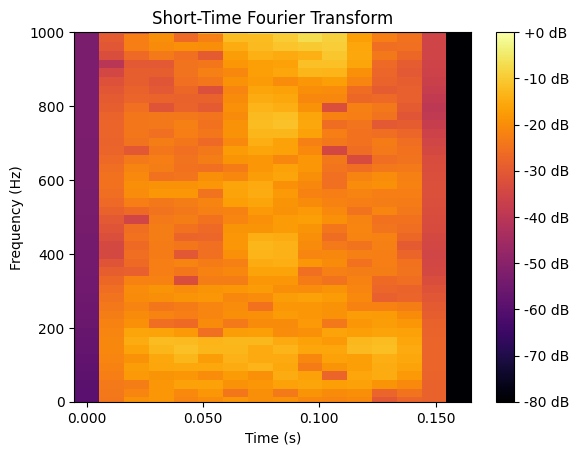 Short-Time Fourier Transform
1000
800
600
400
200
0
Frequency (Hz)
0.000
0.050
0.100
0.150
Time (s)
+0 dB
-10 dB
-20 dB
-30 dB
-40 dB
-50 dB
-60 dB
-70 dB
-80 dB